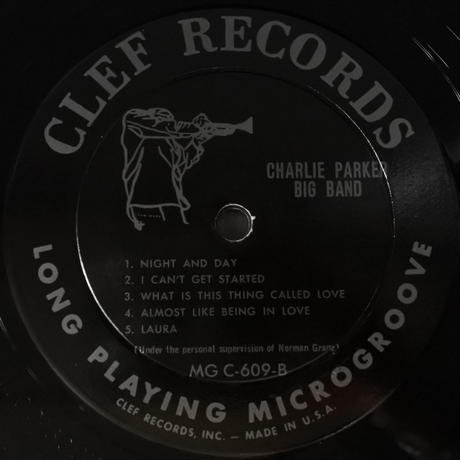 CLEF RECORDS
CHARLIE PARKER
BIG BAND
1. NIGHT AND DAY
2. I CAN'T GET STARTED
3. WHAT IS THIS THING CALLED LOVE
4. ALMOST LIKE BEING IN LOVE
5. LAURA
(Under the personal supervision of Norman Granz)
MG C-609-B
LONG PLAYING MICROGROOVE
CLEF RECORDS, INC. — MADE IN U.S.A.